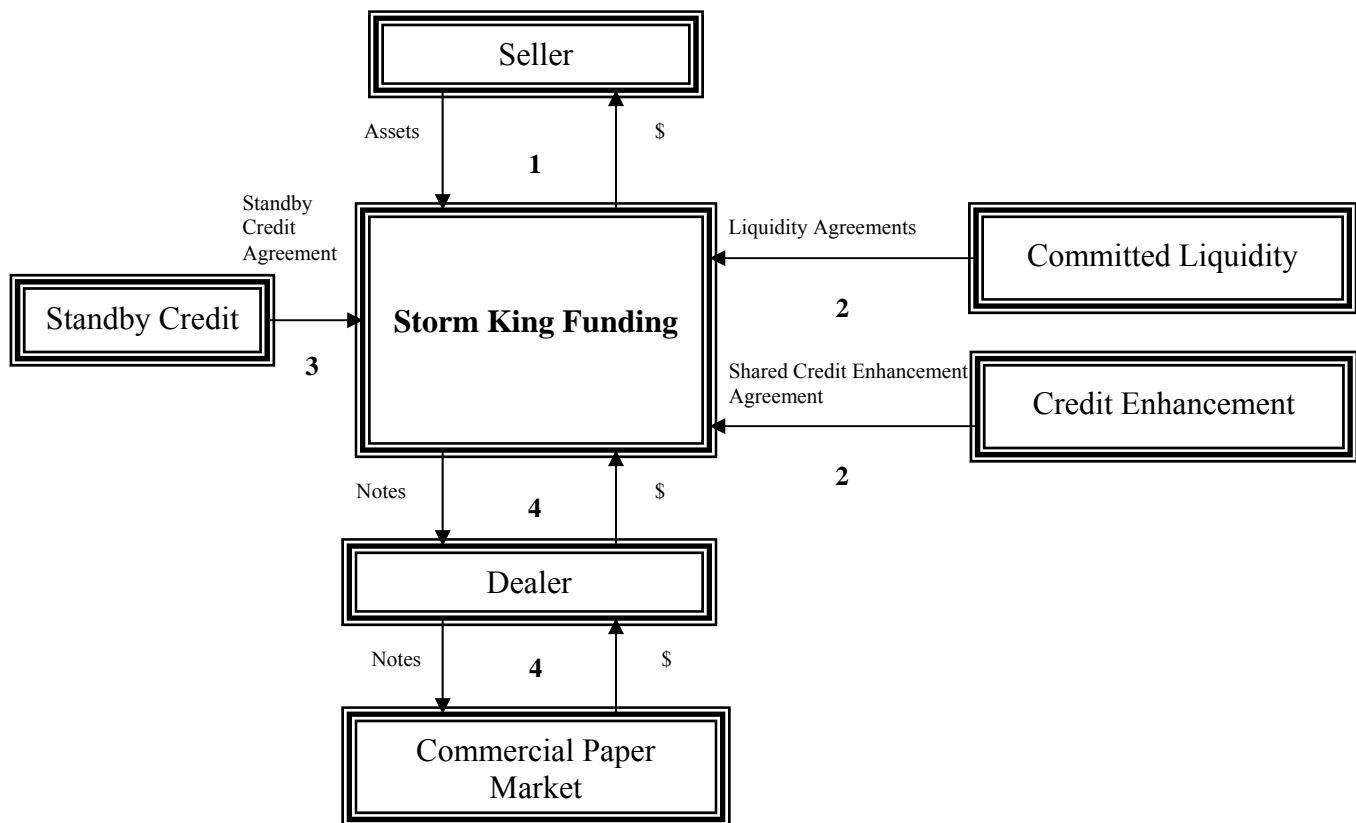 Seller
Assets
$
1
Standby
Credit
Agreement
Liquidity Agreements
Committed Liquidity
Standby Credit
Storm King Funding
2
3
Shared Credit Enhancement
Agreement
Credit Enhancement
2
Notes
$
4
Dealer
Notes
4
$
Commercial Paper
Market